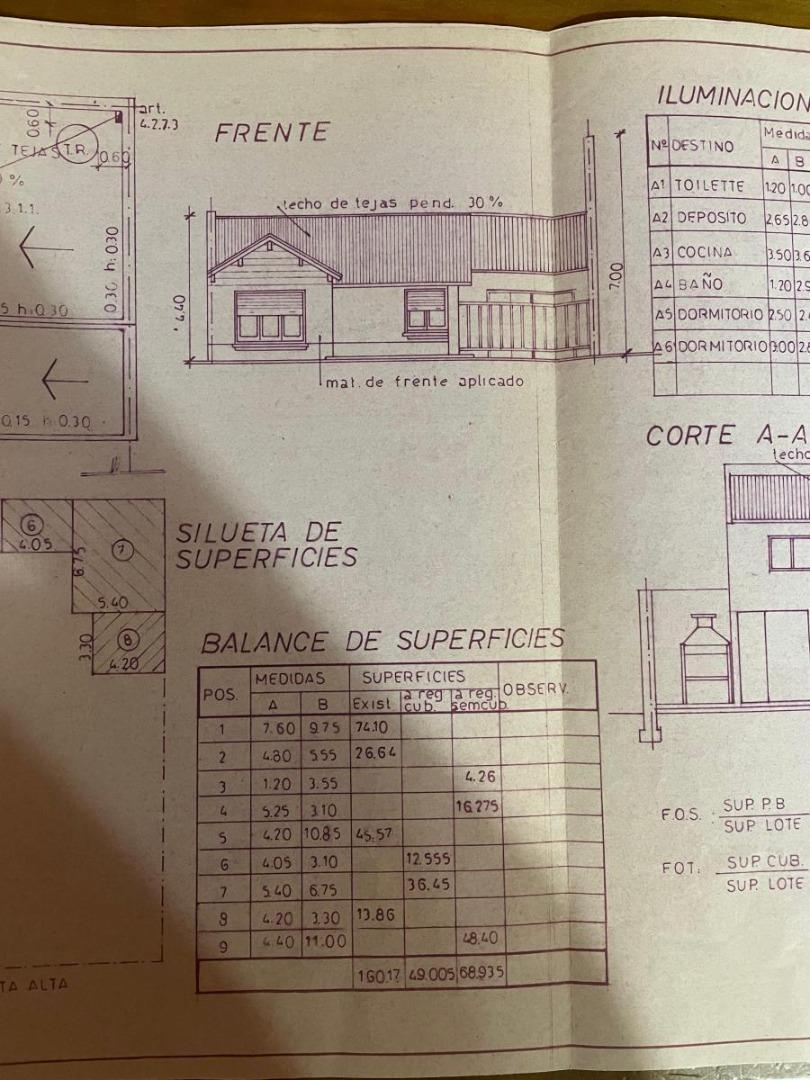 art.
4.2.7.3
0.60
TEJAS T.R.
0.60
%
3.1.1.
0.30 h:0.30
h:0.30
0.15 h:0.30
FRENTE
techo de tejas pend. 30 %
4.40
7.00
mat. de frente aplicado
ILUMINACION
Nº DESTINO
A B
A1 TOILETTE 1.20 1.00
A2 DEPOSITO 2.65 2.8
A3 COCINA 3.50 3.6
A4 BAÑO 1.20 2.9
A5 DORMITORIO 2.50 2.
A6 DORMITORIO 3.00 2.8
CORTE A-A
techo
6
4.05
6.75
7
5.40
3.30
8
4.20
SILUETA DE
SUPERFICIES
BALANCE DE SUPERFICIES
POS. MEDIDAS SUPERFICIES OBSERV.
A B Exist a reg cub. a reg. semcub.
1 7.60 9.75 74.10
2 4.80 5.55 26.64
3 1.20 3.55 4.26
4 5.25 3.10 16.275
5 4.20 10.85 45.57
6 4.05 3.10 12.555
7 5.40 6.75 36.45
8 4.20 3.30 13.86
9 4.40 11.00 48.40
160.17 49.005 68.935
F.O.S. SUP. P.B
SUP LOTE
FOT: SUP CUB.
SUP. LOTE
TA ALTA